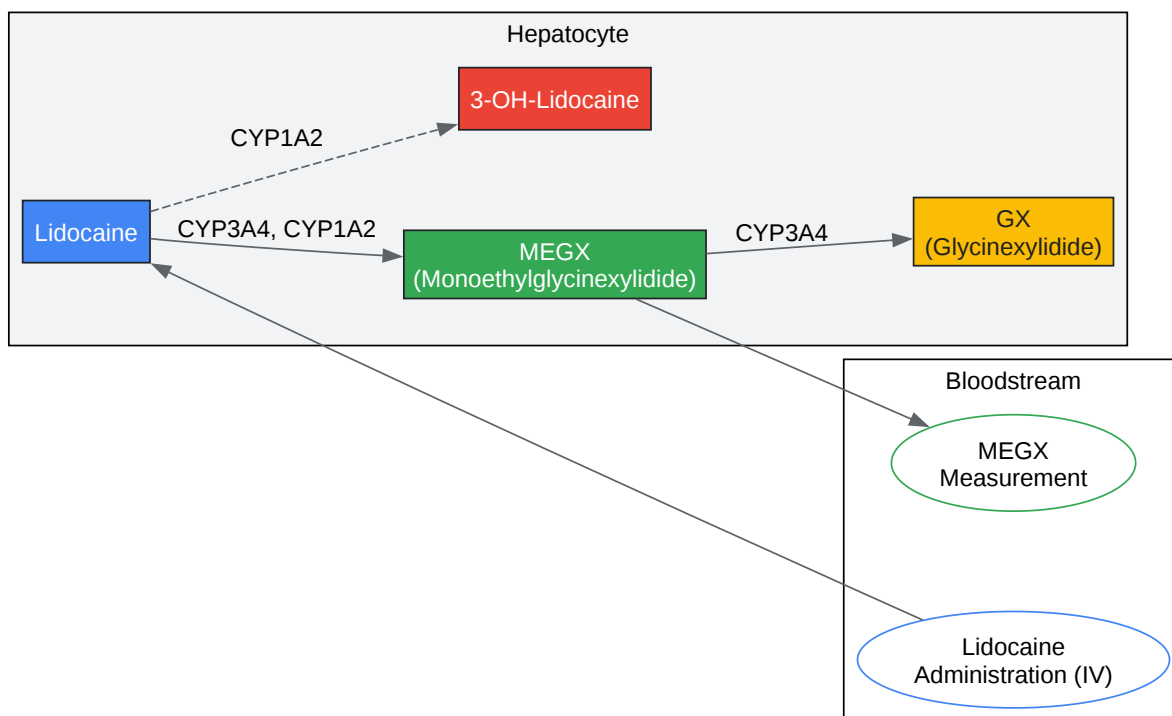 Hepatocyte
3-OH-Lidocaine
CYP1A2
Lidocaine
CYP3A4, CYP1A2
MEGX
(Monoethylglycinexylidide)
CYP3A4
GX
(Glycinexylidide)
Bloodstream
MEGX
Measurement
Lidocaine
Administration (IV)